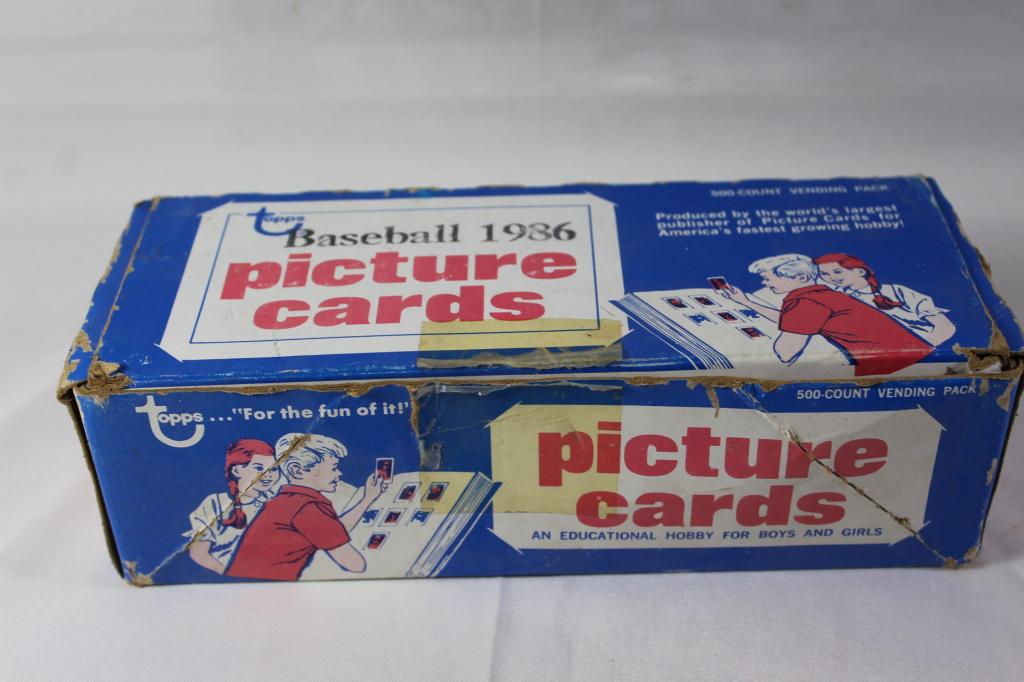 500-COUNT VENDING PACK
topps
Baseball 1986
picture
cards
Produced by the world's largest
publisher of Picture Cards for
America's fastest growing hobby!
topps ..."For the fun of it!"
500-COUNT VENDING PACK
picture
cards
AN EDUCATIONAL HOBBY FOR BOYS AND GIRLS